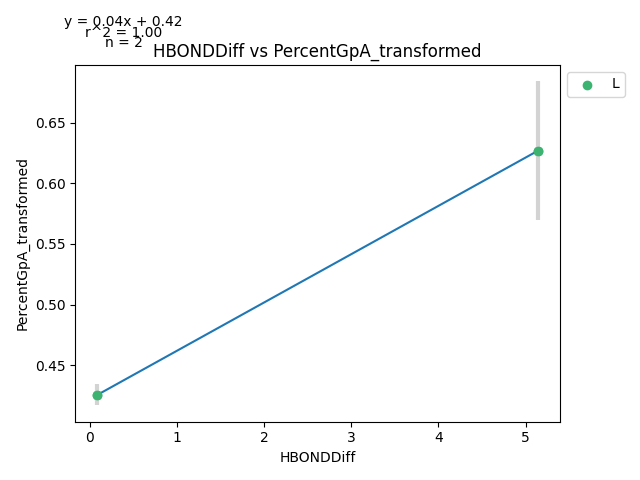 y = 0.04x + 0.42
r^2 = 1.00
n = 2
HBONDDiff vs PercentGpA_transformed
L
PercentGpA_transformed
0.65
0.60
0.55
0.50
0.45
0 1 2 3 4 5
HBONDDiff